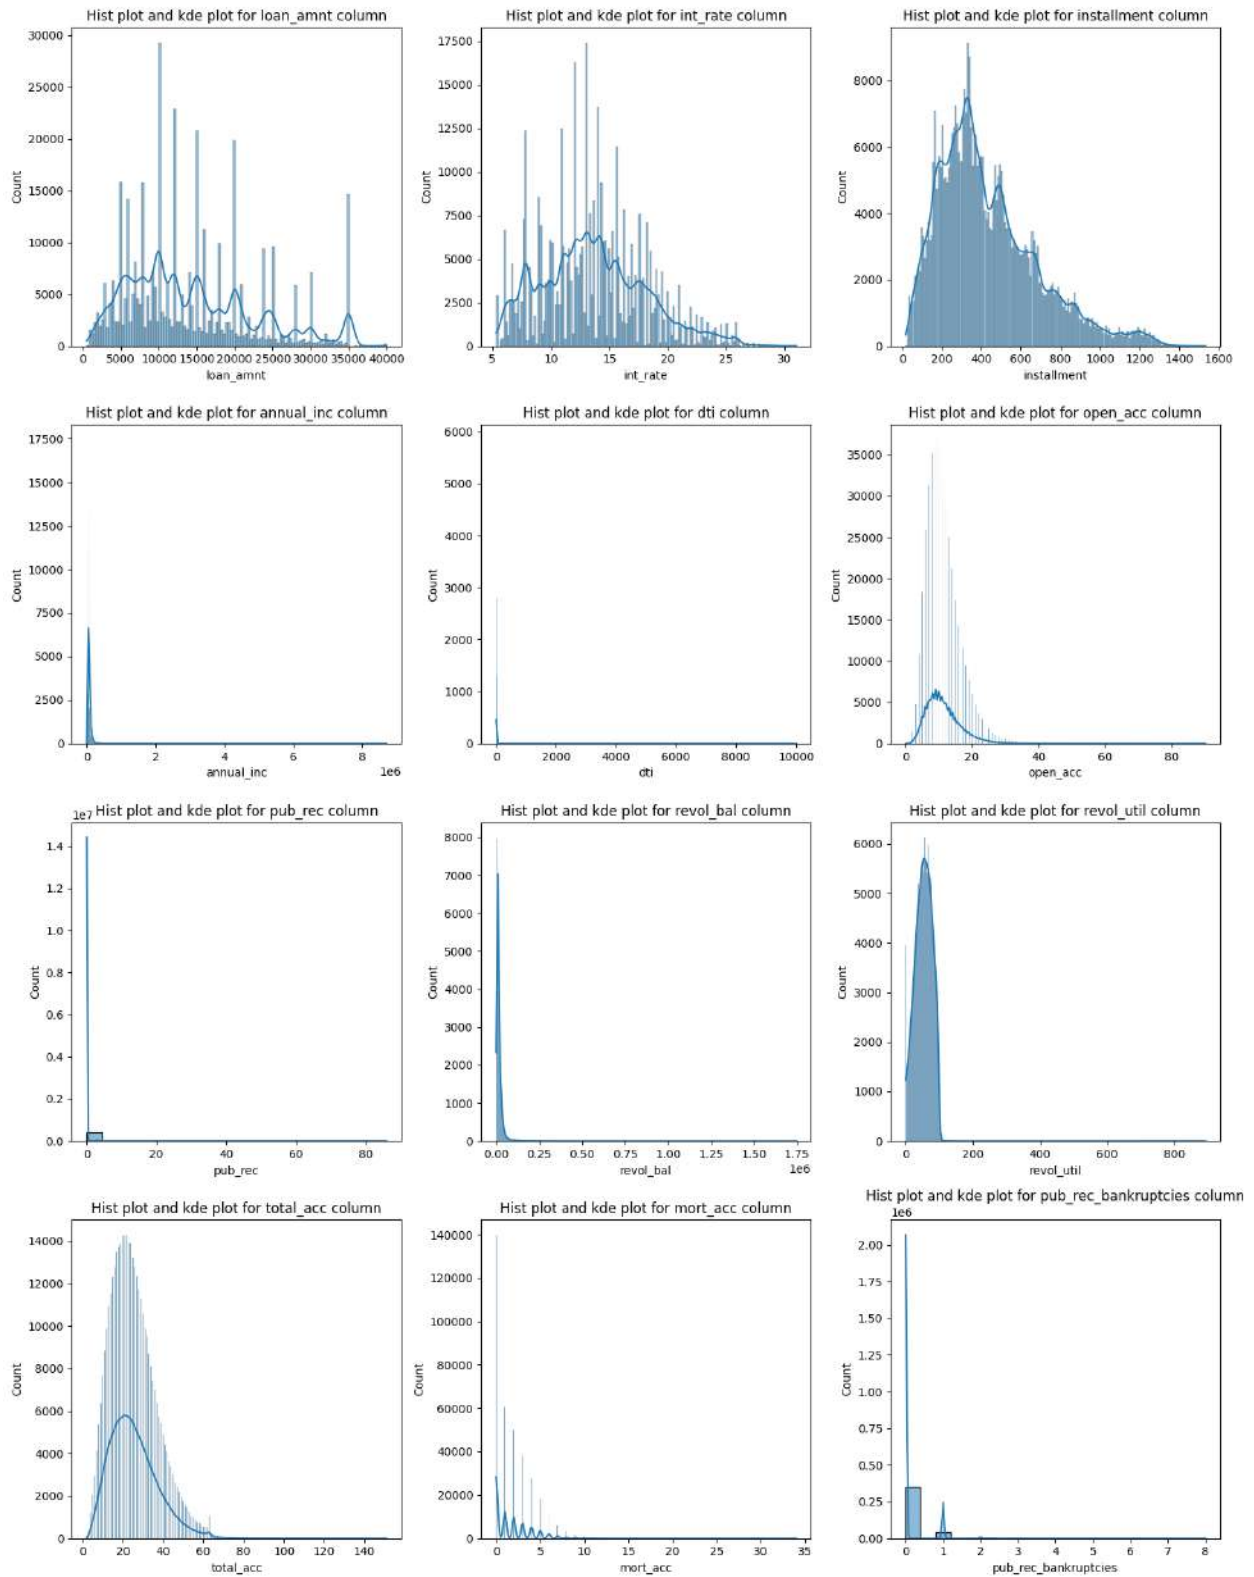 Hist plot and kde plot for loan_amnt column
30000
25000
20000
15000
10000
5000
0
Count
0 5000 10000 15000 20000 25000 30000 35000 40000
loan_amnt
Hist plot and kde plot for int_rate column
17500
15000
12500
10000
7500
5000
2500
0
Count
5 10 15 20 25 30
int_rate
Hist plot and kde plot for installment column
8000
6000
4000
2000
0
Count
0 200 400 600 800 1000 1200 1400 1600
installment
Hist plot and kde plot for annual_inc column
17500
15000
12500
10000
7500
5000
2500
0
Count
0 2 4 6 8
1e6
annual_inc
Hist plot and kde plot for dti column
6000
5000
4000
3000
2000
1000
0
Count
0 2000 4000 6000 8000 10000
dti
Hist plot and kde plot for open_acc column
35000
30000
25000
20000
15000
10000
5000
0
Count
0 20 40 60 80
open_acc
1e7
Hist plot and kde plot for pub_rec column
1.4
1.2
1.0
0.8
0.6
0.4
0.2
0.0
Count
0 20 40 60 80
pub_rec
Hist plot and kde plot for revol_bal column
8000
7000
6000
5000
4000
3000
2000
1000
0
Count
0.00 0.25 0.50 0.75 1.00 1.25 1.50 1.75
1e6
revol_bal
Hist plot and kde plot for revol_util column
6000
5000
4000
3000
2000
1000
0
Count
0 200 400 600 800
revol_util
Hist plot and kde plot for total_acc column
14000
12000
10000
8000
6000
4000
2000
0
Count
0 20 40 60 80 100 120 140
total_acc
Hist plot and kde plot for mort_acc column
140000
120000
100000
80000
60000
40000
20000
0
Count
0 5 10 15 20 25 30 35
mort_acc
Hist plot and kde plot for pub_rec_bankruptcies column
1e6
2.00
1.75
1.50
1.25
1.00
0.75
0.50
0.25
0.00
Count
0 1 2 3 4 5 6 7 8
pub_rec_bankruptcies